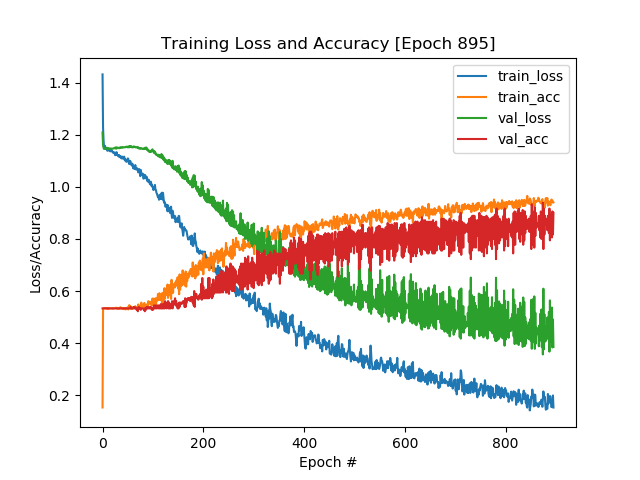 Training Loss and Accuracy [Epoch 895]
train_loss
train_acc
val_loss
val_acc
Loss/Accuracy
1.4
1.2
1.0
0.8
0.6
0.4
0.2
0 200 400 600 800
Epoch #